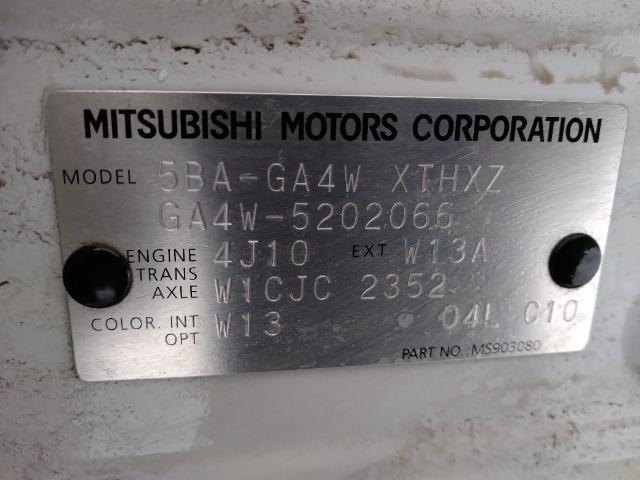 MITSUBISHI MOTORS CORPORATION
MODEL 5BA-GA4W XTHXZ
GA4W-5202066
ENGINE 4J10 EXT W13A
TRANS
AXLE W1CJC 2352
COLOR. INT W13 04L C10
OPT
PART NO.: MS903080